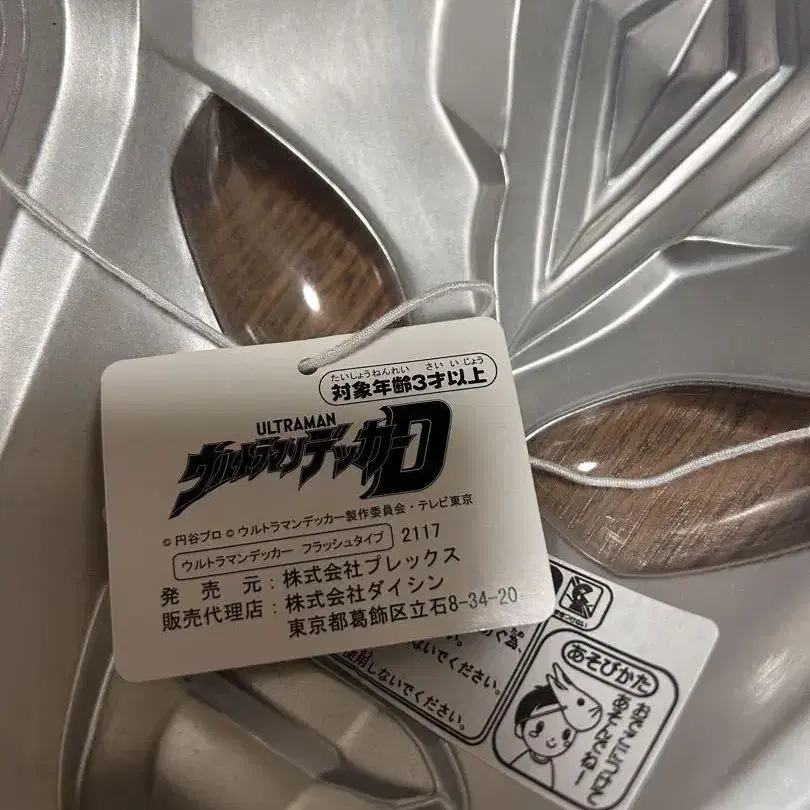 たいしょうねんれい さい いじょう
対象年齢3才以上
ULTRAMAN
ウルトラマンデッカーD
© 円谷プロ © ウルトラマンデッカー製作委員会・テレビ東京
ウルトラマンデッカー フラッシュタイプ 2117
発売元：株式会社プレックス
販売代理店：株式会社ダイシン
東京都葛飾区立石8-34-20
ぐ為、
ないでください。
使用しないでください。
あそびかた
おでこにつけて
あそんでね！